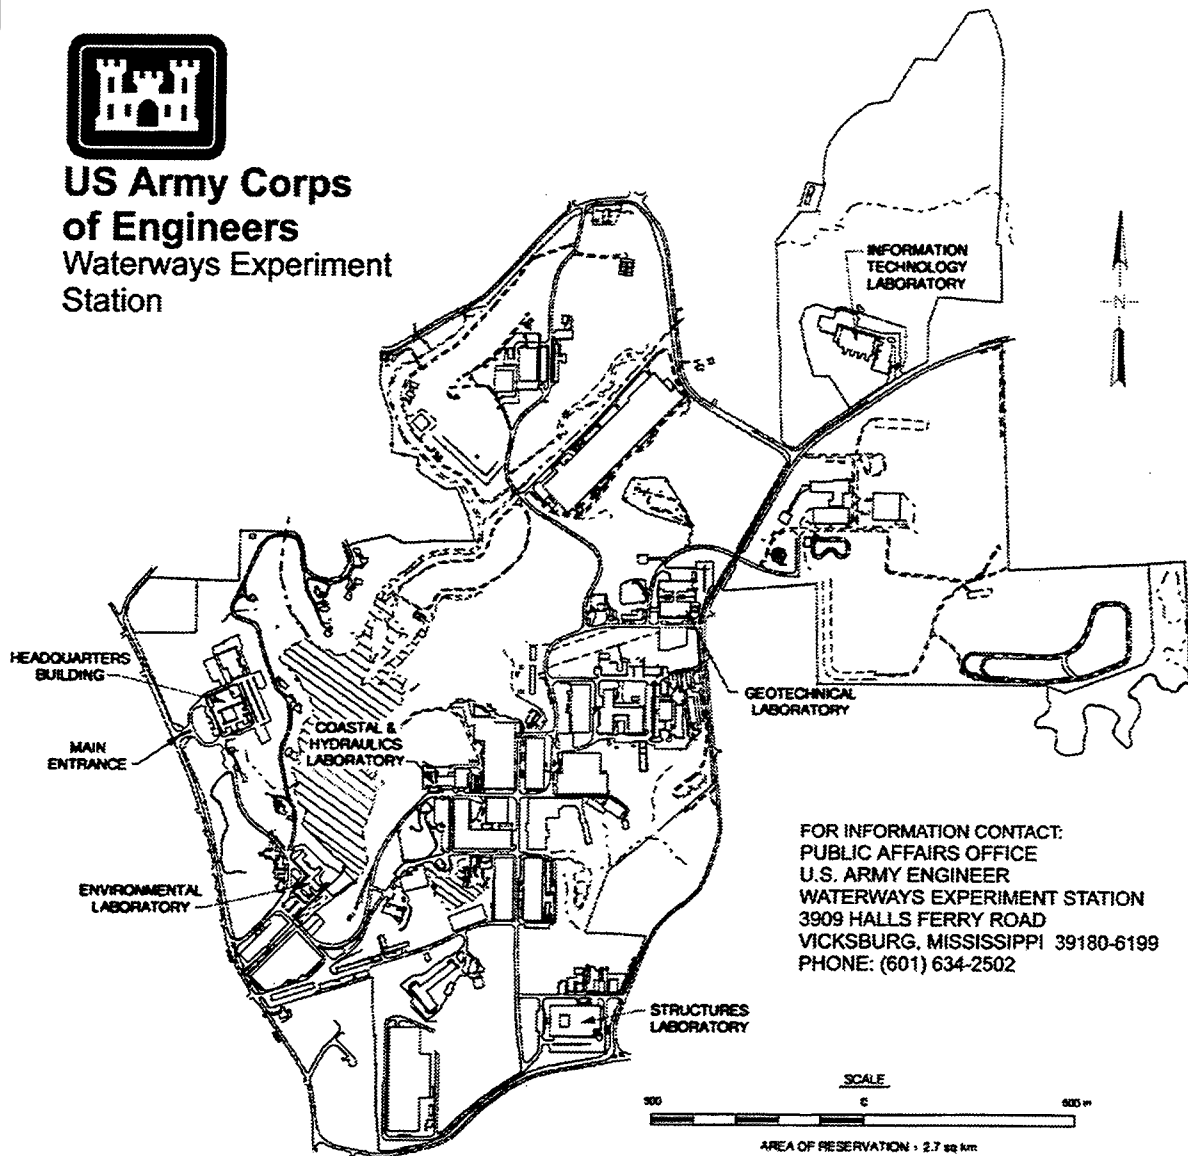 US Army Corps
of Engineers
Waterways Experiment
Station
INFORMATION
TECHNOLOGY
LABORATORY
N
HEADQUARTERS
BUILDING
MAIN
ENTRANCE
COASTAL &
HYDRAULICS
LABORATORY
GEOTECHNICAL
LABORATORY
ENVIRONMENTAL
LABORATORY
STRUCTURES
LABORATORY
FOR INFORMATION CONTACT:
PUBLIC AFFAIRS OFFICE
U.S. ARMY ENGINEER
WATERWAYS EXPERIMENT STATION
3909 HALLS FERRY ROAD
VICKSBURG, MISSISSIPPI 39180-6199
PHONE: (601) 634-2502
SCALE
AREA OF RESERVATION : 2.7 sq km